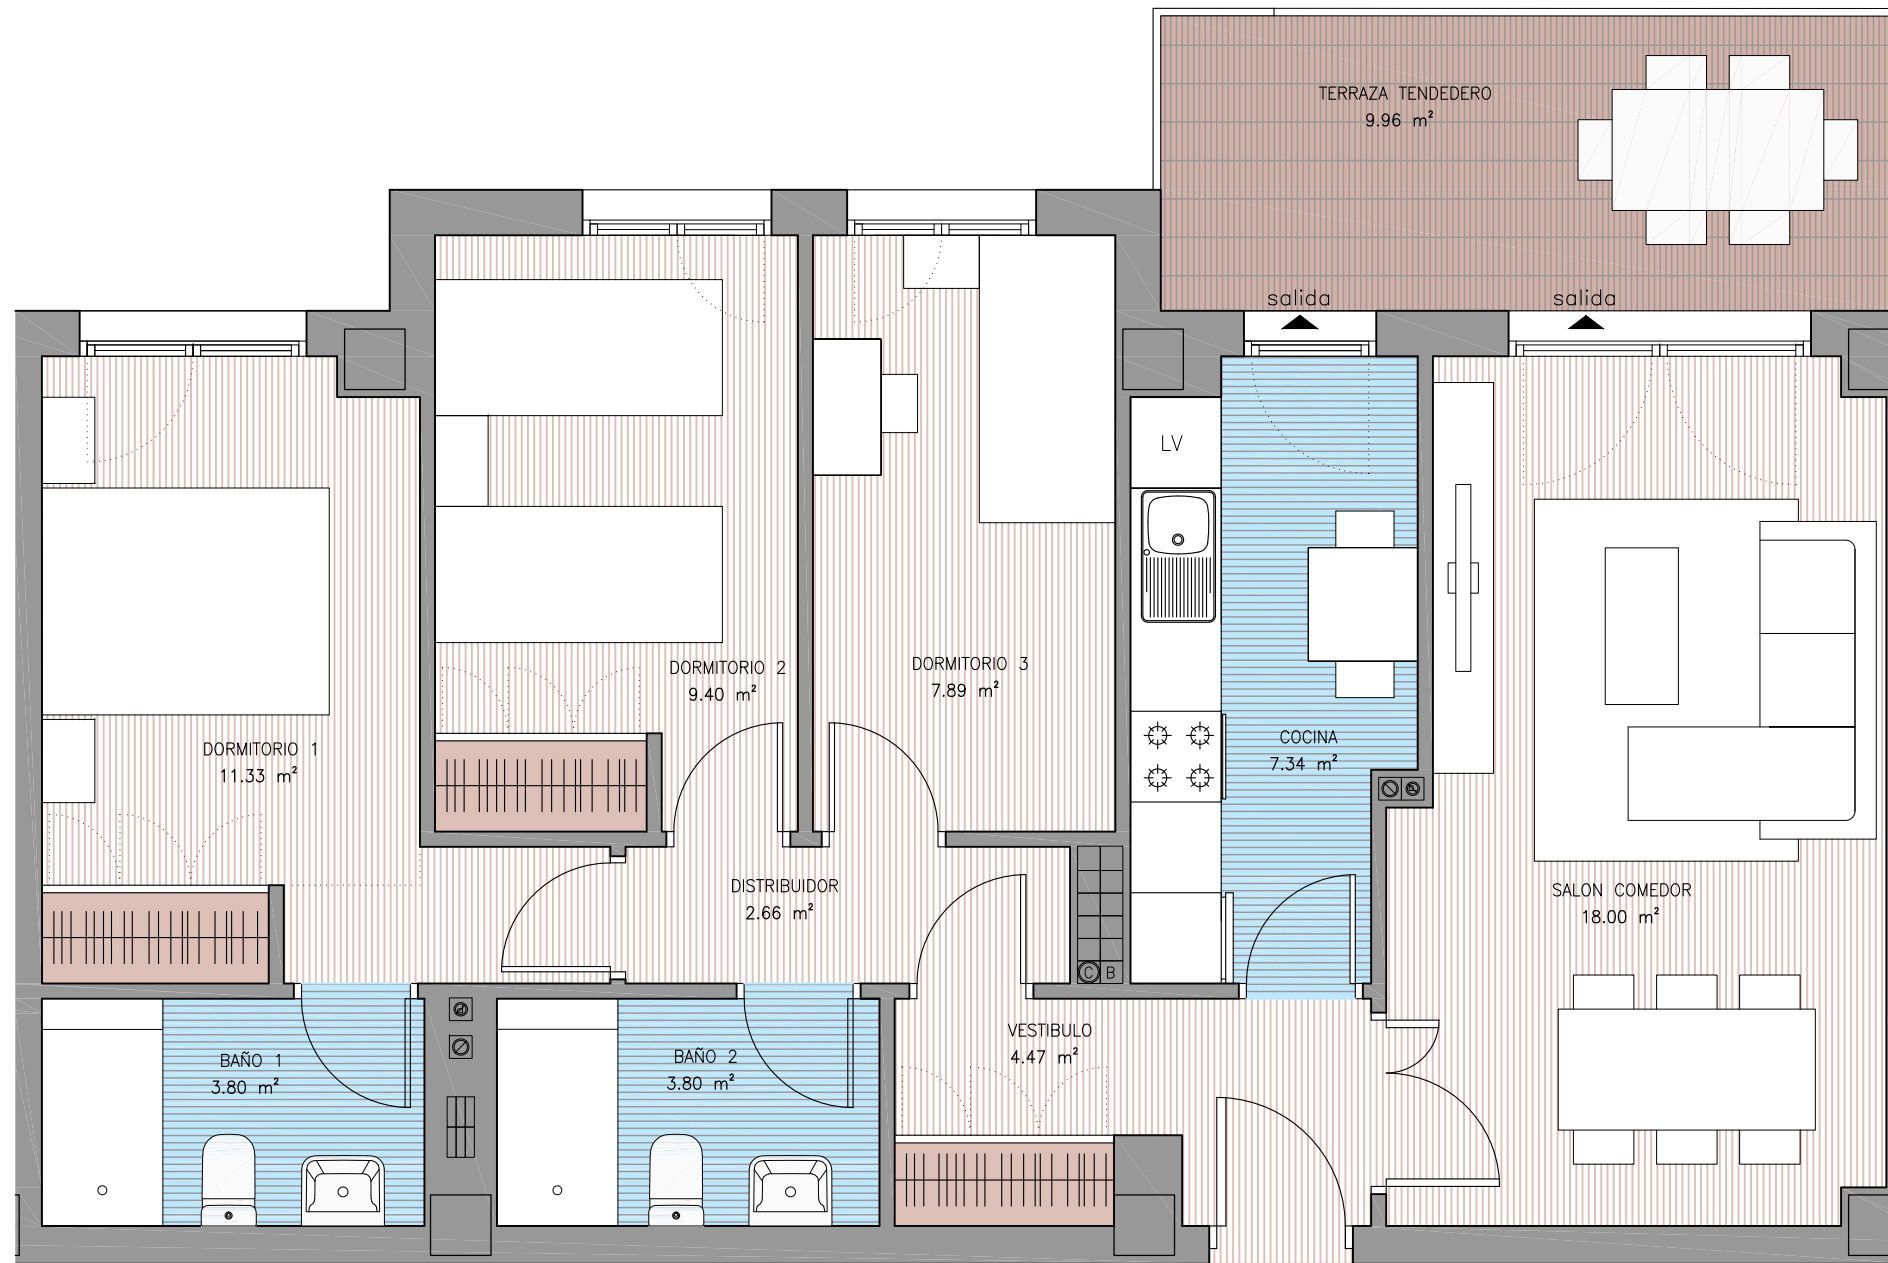 TERRAZA TENDEDERO
9.96 m²
salida
salida
LV
DORMITORIO 2
9.40 m²
DORMITORIO 3
7.89 m²
COCINA
7.34 m²
DORMITORIO 1
11.33 m²
DISTRIBUIDOR
2.66 m²
SALON COMEDOR
18.00 m²
C B
VESTIBULO
4.47 m²
BAÑO 1
3.80 m²
BAÑO 2
3.80 m²